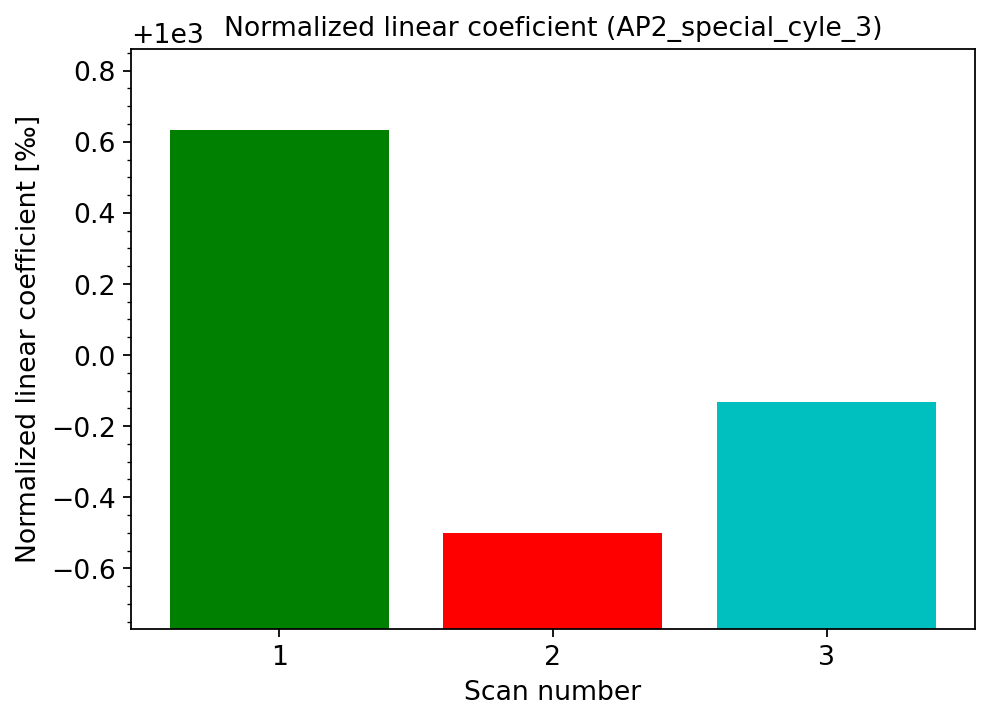 Normalized linear coeficient (AP2_special_cyle_3)
+1e3
Normalized linear coefficient [‰]
0.8
0.6
0.4
0.2
0.0
−0.2
−0.4
−0.6
1 2 3
Scan number